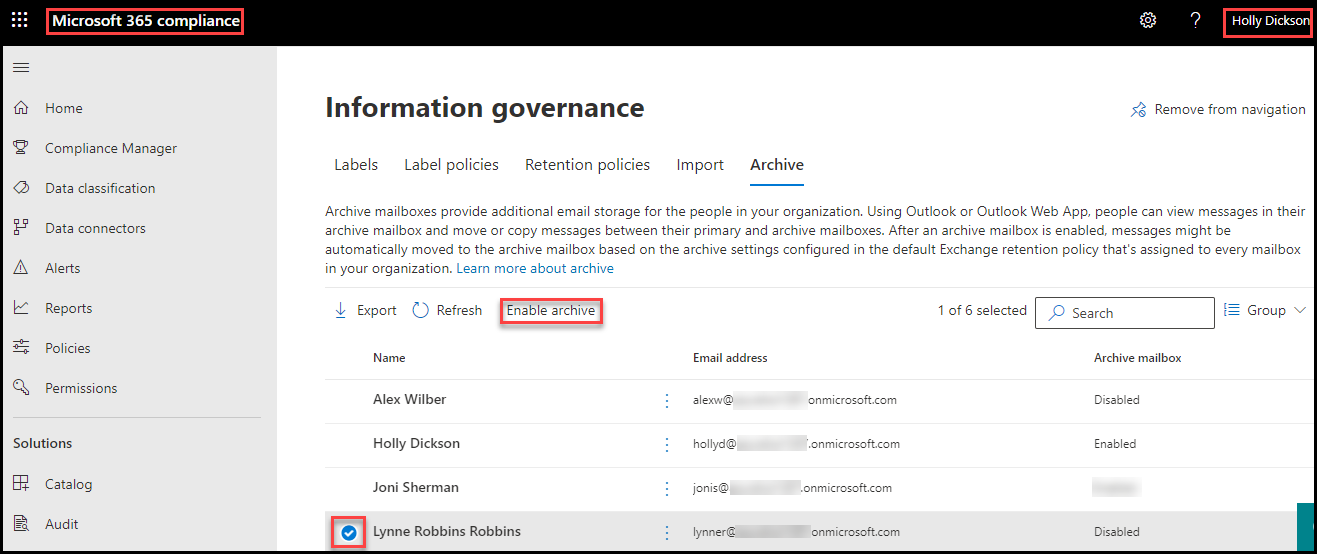 Microsoft 365 compliance
?
Holly Dickson
Home
Compliance Manager
Data classification
Data connectors
Alerts
Reports
Policies
Permissions
Solutions
Catalog
Audit
Information governance
Remove from navigation
Labels Label policies Retention policies Import Archive
Archive mailboxes provide additional email storage for the people in your organization. Using Outlook or Outlook Web App, people can view messages in their
archive mailbox and move or copy messages between their primary and archive mailboxes. After an archive mailbox is enabled, messages might be
automatically moved to the archive mailbox based on the archive settings configured in the default Exchange retention policy that's assigned to every mailbox
in your organization. Learn more about archive
Export Refresh Enable archive 1 of 6 selected Search Group
Name Email address Archive mailbox
Alex Wilber alexw@ onmicrosoft.com Disabled
Holly Dickson hollyd@ .onmicrosoft.com Enabled
Joni Sherman jonis@ .onmicrosoft.com
Lynne Robbins Robbins lynner@ onmicrosoft.com Disabled